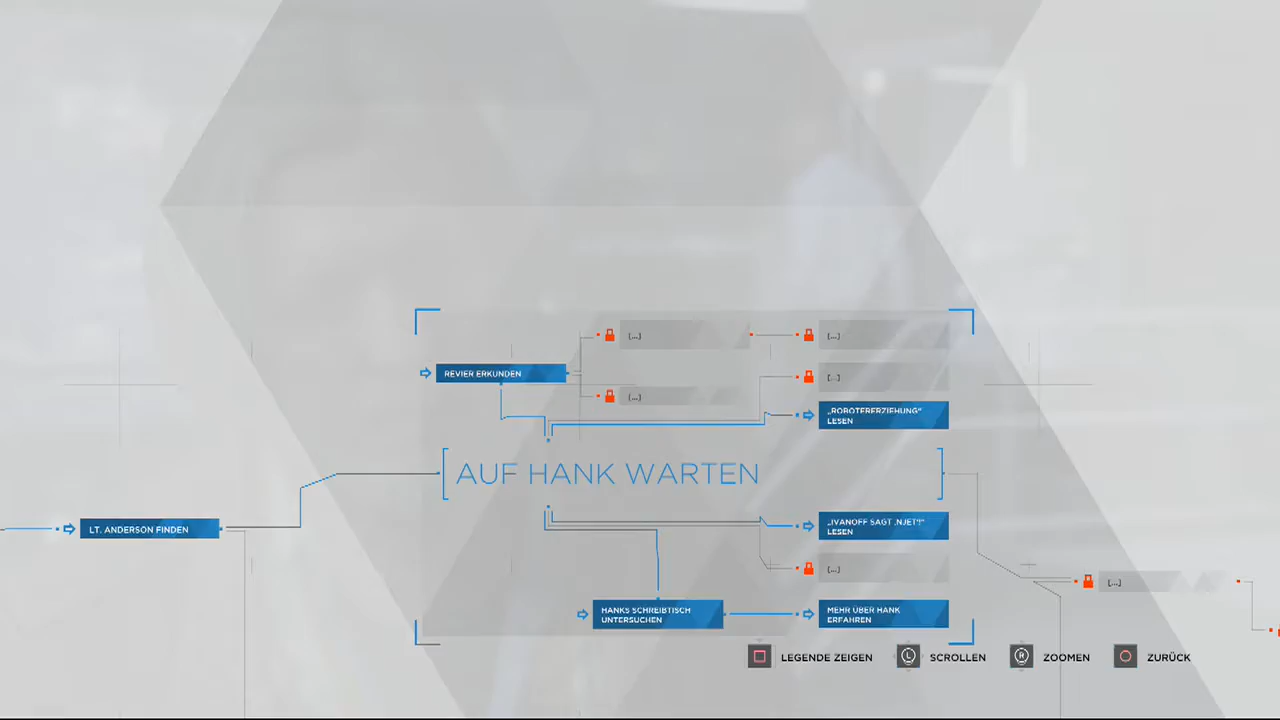 [...]
[...]
REVIER ERKUNDEN
[...]
[...]
„ROBOTERERZIEHUNG“
LESEN
AUF HANK WARTEN
LT. ANDERSON FINDEN
„IVANOFF SAGT ‚NJET‘!“
LESEN
[...]
[...]
HANKS SCHREIBTISCH
UNTERSUCHEN
MEHR ÜBER HANK
ERFAHREN
LEGENDE ZEIGEN
L
SCROLLEN
R
ZOOMEN
ZURÜCK